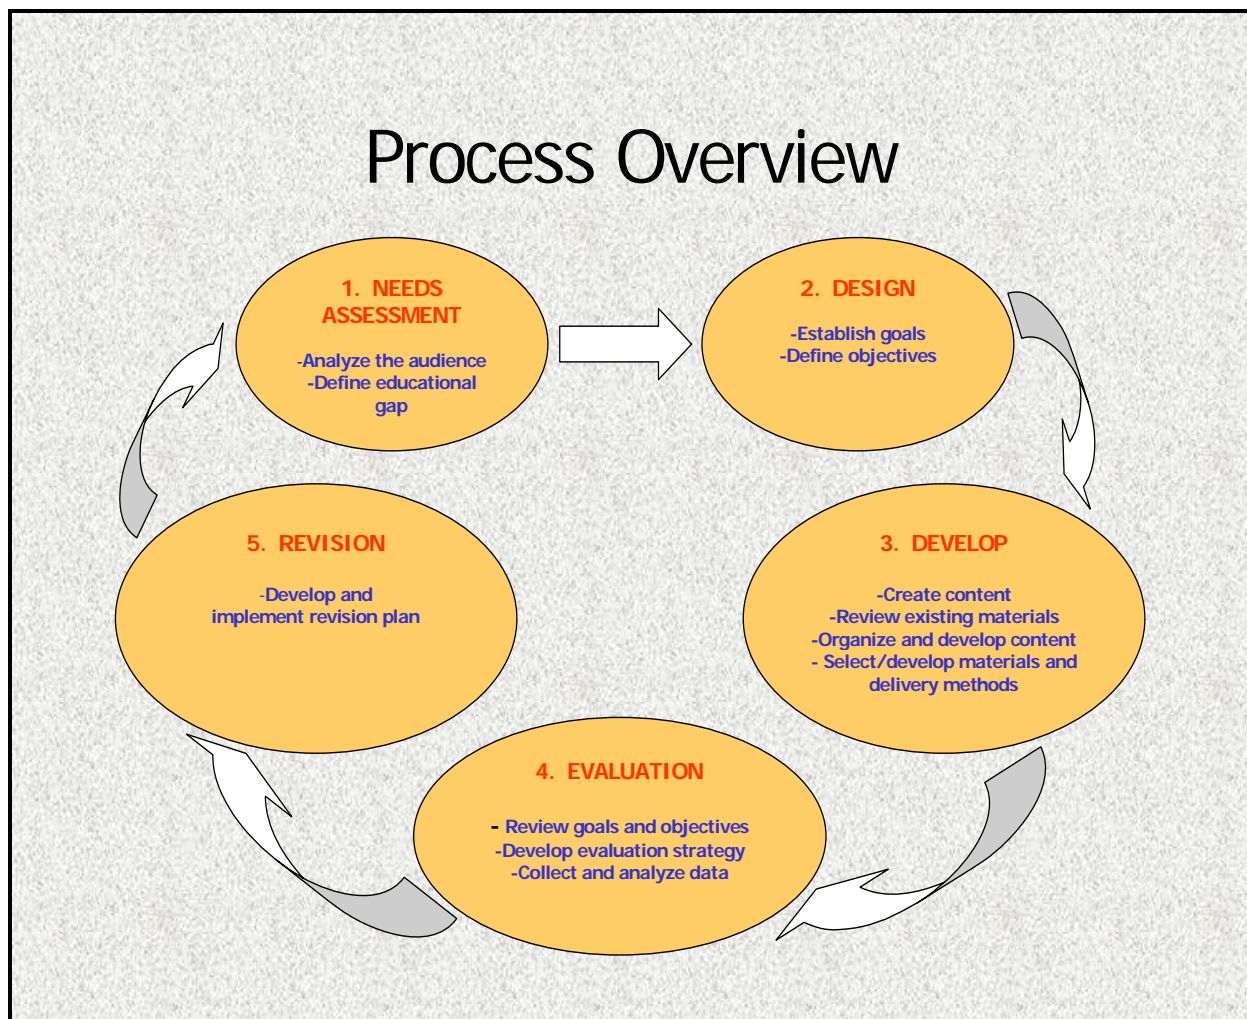 Process Overview
1. NEEDS
ASSESSMENT
-Analyze the audience
-Define educational
gap
2. DESIGN
-Establish goals
-Define objectives
3. DEVELOP
-Create content
-Review existing materials
-Organize and develop content
- Select/develop materials and
delivery methods
4. EVALUATION
- Review goals and objectives
-Develop evaluation strategy
-Collect and analyze data
5. REVISION
-Develop and
implement revision plan